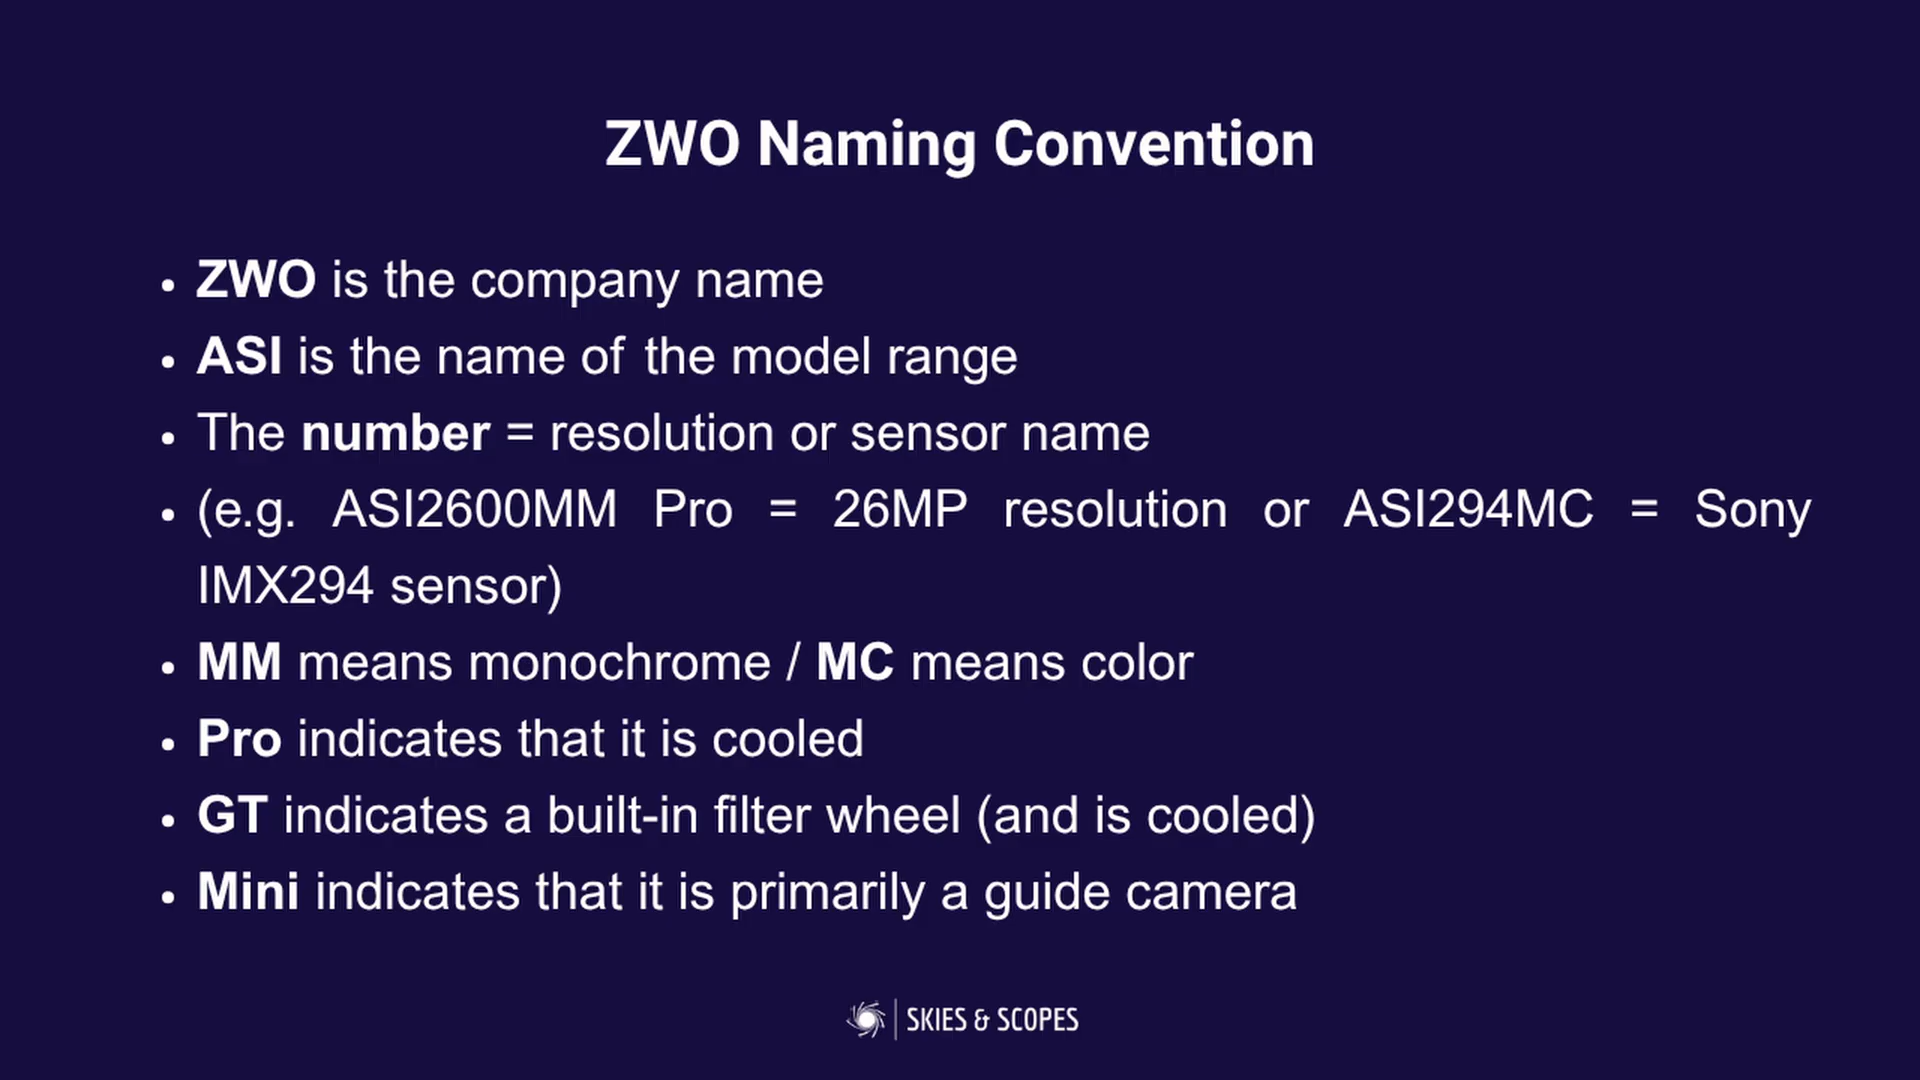 ZWO Naming Convention
• ZWO is the company name
• ASI is the name of the model range
• The number = resolution or sensor name
• (e.g. ASI2600MM Pro = 26MP resolution or ASI294MC = Sony
IMX294 sensor)
• MM means monochrome / MC means color
• Pro indicates that it is cooled
• GT indicates a built-in filter wheel (and is cooled)
• Mini indicates that it is primarily a guide camera
SKIES & SCOPES